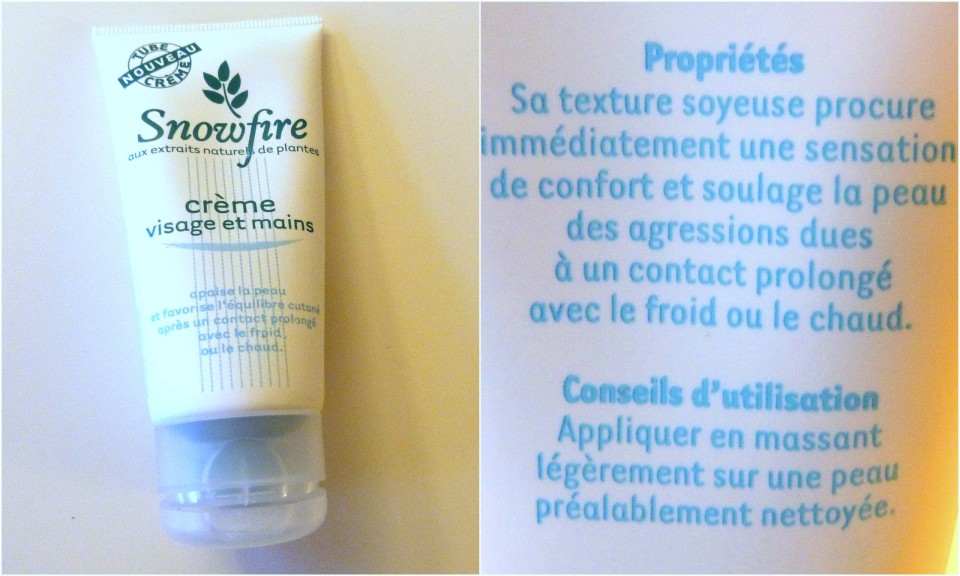 TUBE
NOUVEAU
CRÈME
Snowfire
aux extraits naturels de plantes
crème
visage et mains
apaise la peau
et favorise l'équilibre cutané
après un contact prolongé
avec le froid
ou le chaud.
Propriétés
Sa texture soyeuse procure
immédiatement une sensation
de confort et soulage la peau
des agressions dues
à un contact prolongé
avec le froid ou le chaud.
Conseils d'utilisation
Appliquer en massant
légèrement sur une peau
préalablement nettoyée.